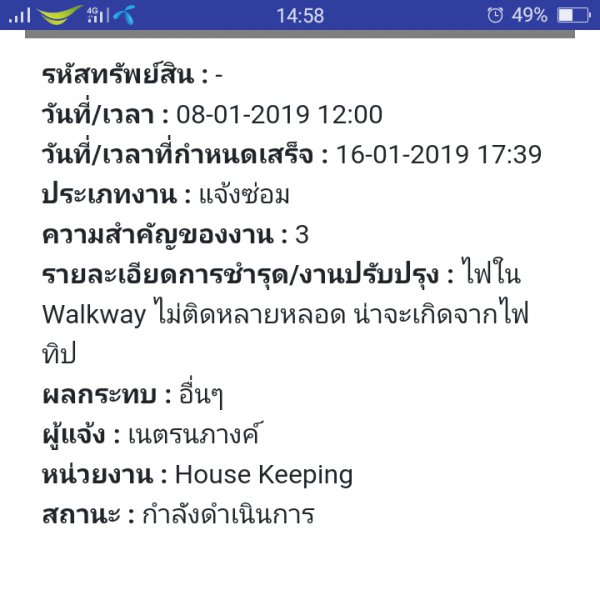 4G
14:58
49%
รหัสทรัพย์สิน : -
วันที่/เวลา : 08-01-2019 12:00
วันที่/เวลาที่กำหนดเสร็จ : 16-01-2019 17:39
ประเภทงาน : แจ้งซ่อม
ความสำคัญของงาน : 3
รายละเอียดการชำรุด/งานปรับปรุง : ไฟใน
Walkway ไม่ติดหลายหลอด น่าจะเกิดจากไฟ
ทิป
ผลกระทบ : อื่นๆ
ผู้แจ้ง : เนตรนภางค์
หน่วยงาน : House Keeping
สถานะ : กำลังดำเนินการ